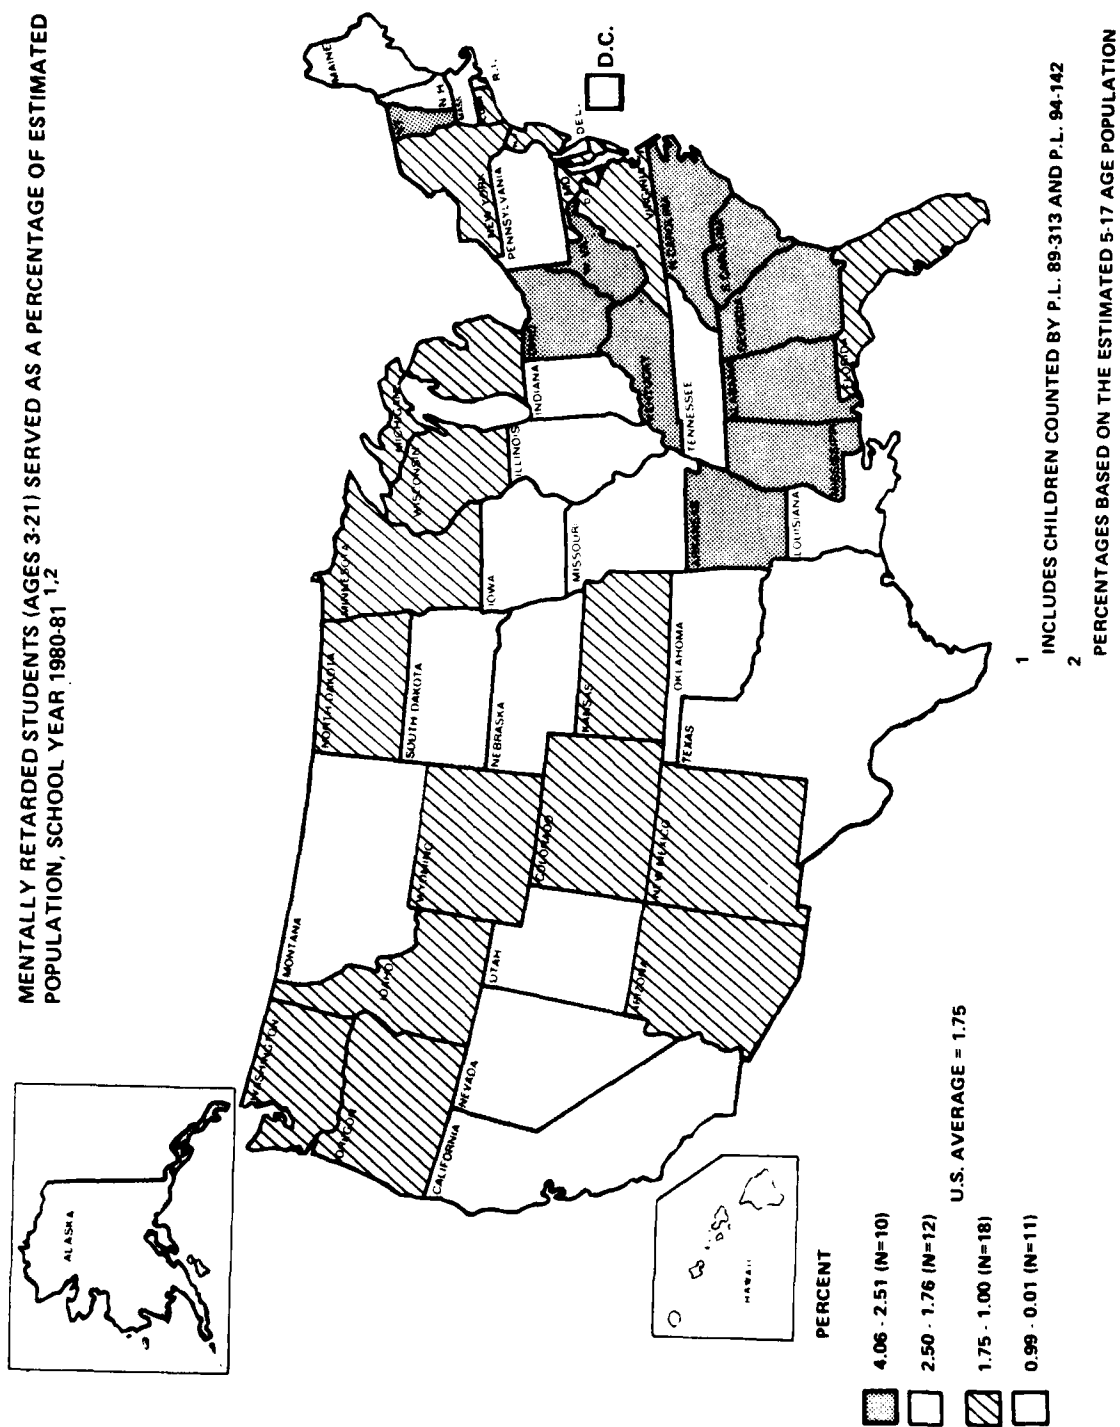 MENTALLY RETARDED STUDENTS (AGES 3-21) SERVED AS A PERCENTAGE OF ESTIMATED
POPULATION, SCHOOL YEAR 1980-81 1,2
ALASKA
WASHINGTON
MONTANA
NORTH DAKOTA
MINNESOTA
MICHIGAN
MAINE
N H
IDAHO
WYOMING
SOUTH DAKOTA
WISCONSIN
NEW YORK
MASS
CONN
R.I.
OREGON
NEBRASKA
IOWA
ILLINOIS
INDIANA
OHIO
PENNSYLVANIA
MD
DEL.
D.C.
CALIFORNIA
NEVADA
UTAH
COLORADO
KANSAS
MISSOURI
KENTUCKY
W VA
VIRGINIA
ARIZONA
NEW MEXICO
TEXAS
OKLAHOMA
ARKANSAS
TENNESSEE
N CAROLINA
S CAROLINA
LOUISIANA
MISSISSIPPI
ALABAMA
GEORGIA
FLORIDA
HAWAII
PERCENT
4.06 - 2.51 (N=10)
2.50 - 1.76 (N=12)
U.S. AVERAGE = 1.75
1.75 - 1.00 (N=18)
0.99 - 0.01 (N=11)
1 INCLUDES CHILDREN COUNTED BY P.L. 89-313 AND P.L. 94-142
2 PERCENTAGES BASED ON THE ESTIMATED 5-17 AGE POPULATION